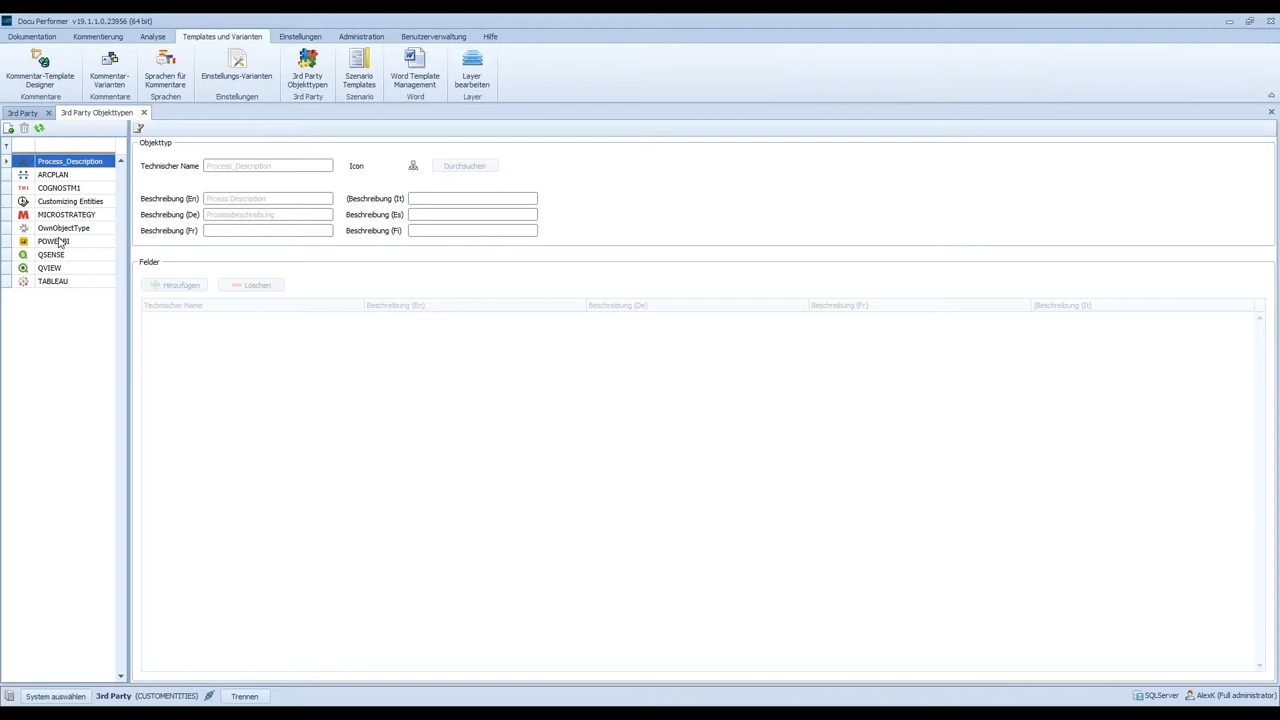 Docu Performer v19.1.1.0.23956 (64 bit)
Dokumentation Kommentierung Analyse Templates und Varianten Einstellungen Administration Benutzerverwaltung Hilfe
Kommentar-Template Designer
Kommentar-Varianten
Sprachen für Kommentare
Einstellungs-Varianten
3rd Party Objekttypen
Szenario Templates
Word Template Management
Layer bearbeiten
Kommentare Kommentare Sprachen Einstellungen 3rd Party Szenario Word Layer
3rd Party 3rd Party Objekttypen
Process_Description
ARCPLAN
TM1 COGNOSTM1
Customizing Entities
MICROSTRATEGY
OwnObjectType
QSENSE
QVIEW
TABLEAU
Objekttyp
Technischer Name Process_Description Icon Durchsuchen
Beschreibung (En) Proess Description (Beschreibung (It)
Beschreibung (De) Prozessbeschreibung Beschreibung (Es)
Beschreibung (Fr) Beschreibung (Fi)
Felder
Hinzufügen Löschen
Technischer Name Beschreibung (En) Beschreibung (De) Beschreibung (Fr) (Beschreibung (It)
System auswählen 3rd Party (CUSTOMENTITIES) Trennen SQLServer AlexK (Full administrator)